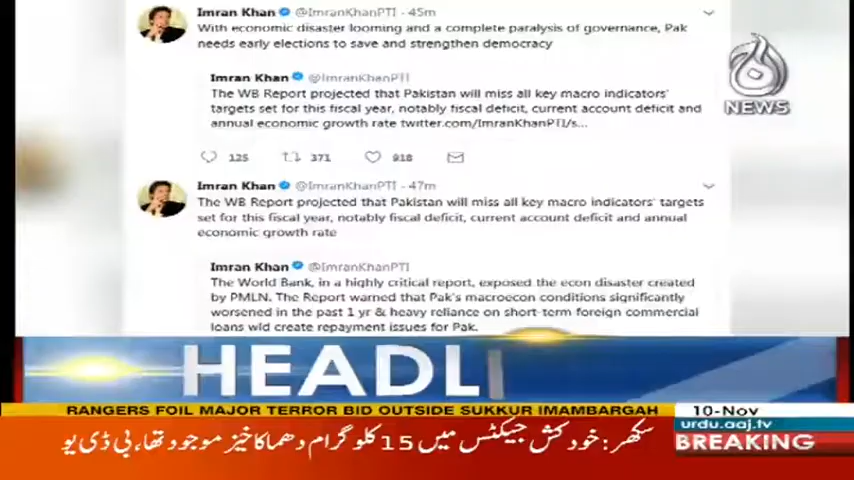 Imran Khan @ImranKhanPTI - 45m
With economic disaster looming and a complete paralysis of governance, Pak
needs early elections to save and strengthen democracy
Imran Khan @ImranKhanPTI
The WB Report projected that Pakistan will miss all key macro indicators'
targets set for this fiscal year, notably fiscal deficit, current account deficit and
annual economic growth rate twitter.com/ImranKhanPTI/s...
125 371 918
Imran Khan @ImranKhanPTI - 47m
The WB Report projected that Pakistan will miss all key macro indicators' targets
set for this fiscal year, notably fiscal deficit, current account deficit and annual
economic growth rate
Imran Khan @ImranKhanPTI
The World Bank, in a highly critical report, exposed the econ disaster created
by PMLN. The Report warned that Pak's macroecon conditions significantly
worsened in the past 1 yr & heavy reliance on short-term foreign commercial
loans wld create repayment issues for Pak.
NEWS
HEADLI
RANGERS FOIL MAJOR TERROR BID OUTSIDE SUKKUR IMAMBARGAH
10-Nov
urdu.aaj.tv
BREAKING
سکھر: خودکش جیکٹس میں 15 کلوگرام دھماکا خیز موجود تھا، بی ڈی یو